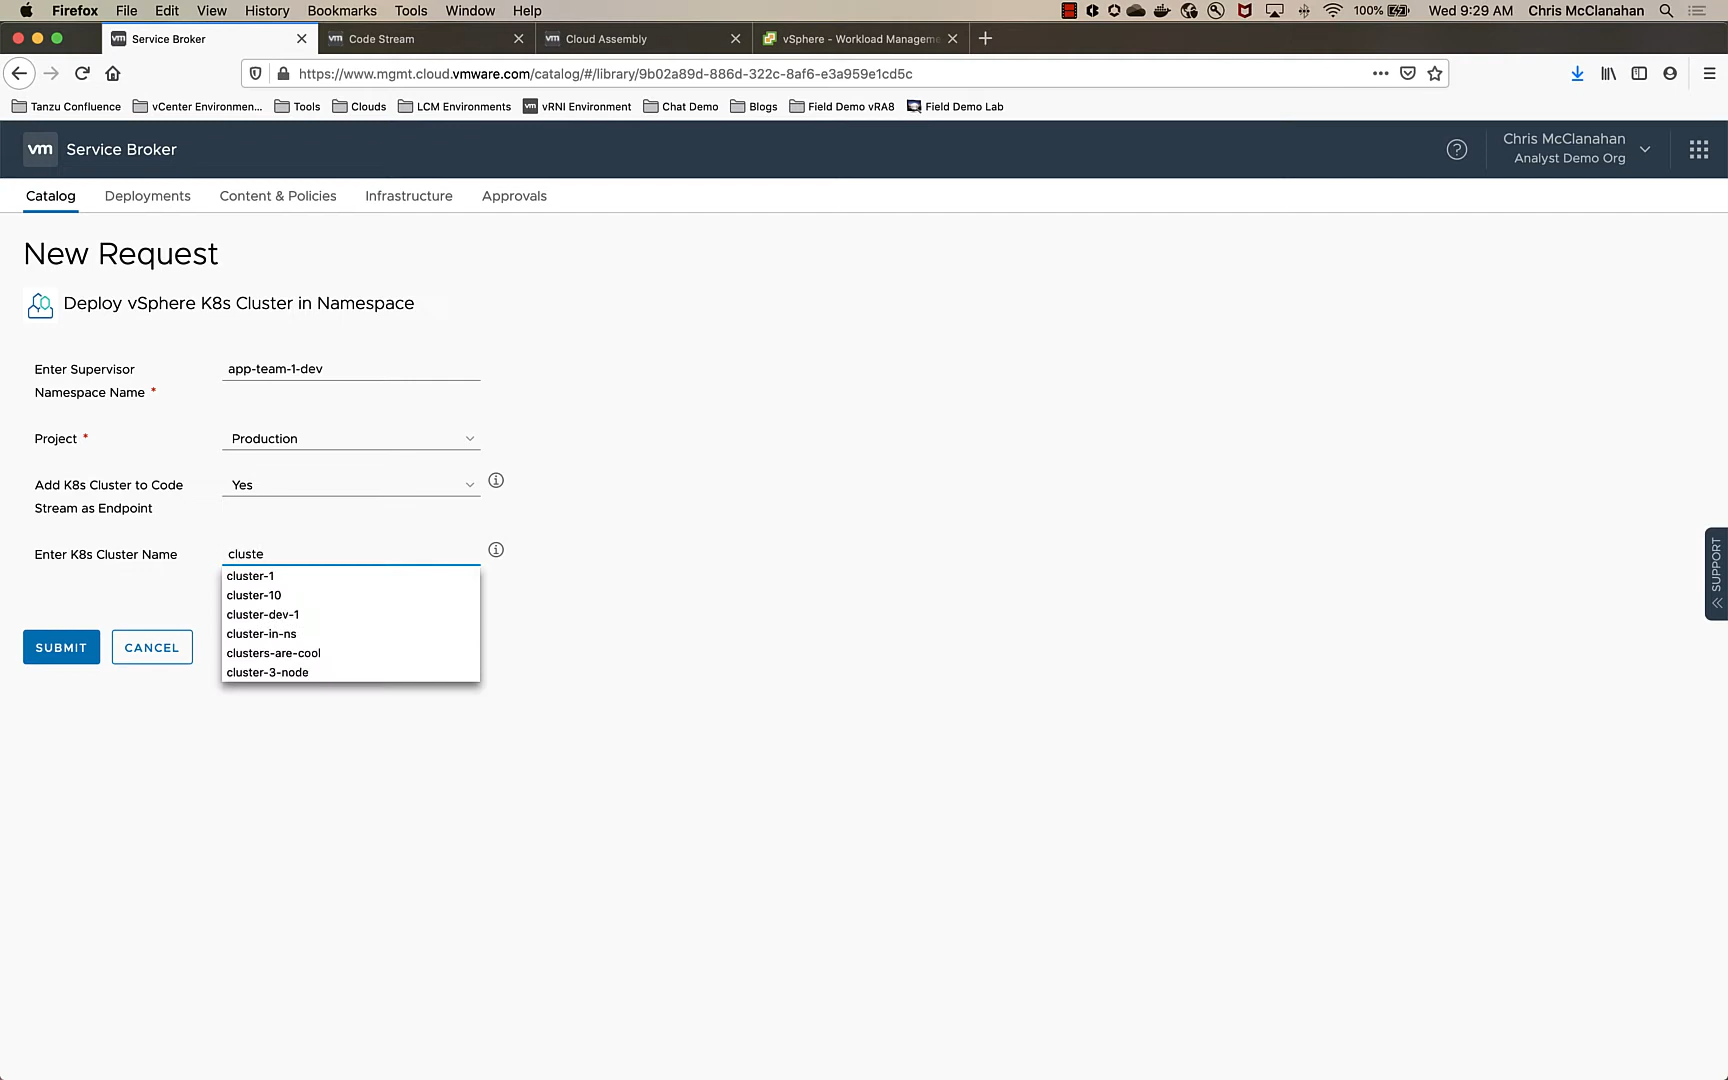 Firefox File Edit View History Bookmarks Tools Window Help 100% Wed 9:29 AM Chris McClanahan
vm Service Broker vm Code Stream vm Cloud Assembly vSphere - Workload Manageme
https://www.mgmt.cloud.vmware.com/catalog/#/library/9b02a89d-886d-322c-8af6-e3a959e1cd5c
Tanzu Confluence vCenter Environmen... Tools Clouds LCM Environments vm vRNI Environment Chat Demo Blogs Field Demo vRA8 Field Demo Lab
vm Service Broker
Chris McClanahan
Analyst Demo Org
Catalog Deployments Content & Policies Infrastructure Approvals
New Request
Deploy vSphere K8s Cluster in Namespace
Enter Supervisor
Namespace Name *
app-team-1-dev
Project * Production
Add K8s Cluster to Code
Stream as Endpoint
Yes
Enter K8s Cluster Name cluste
cluster-1
cluster-10
cluster-dev-1
cluster-in-ns
clusters-are-cool
cluster-3-node
SUBMIT CANCEL
SUPPORT